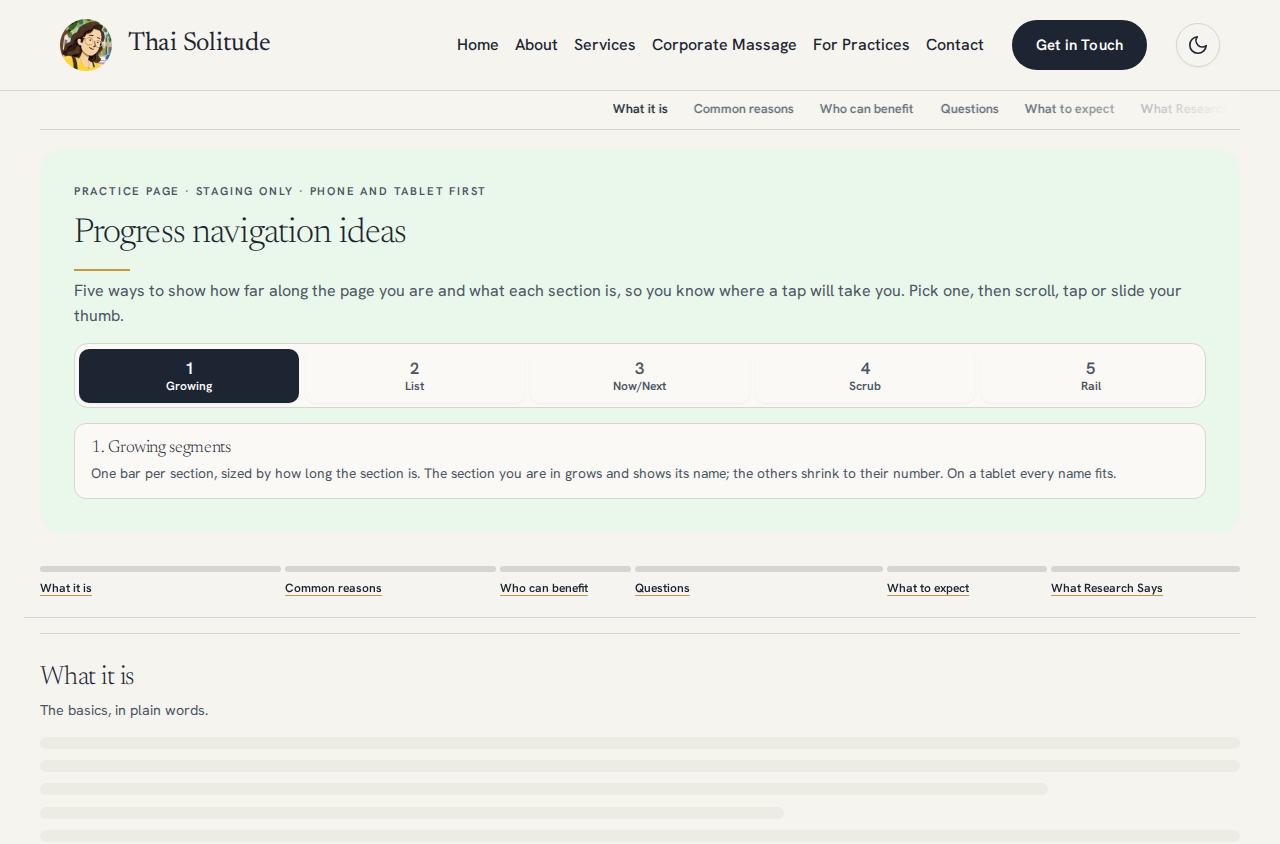 Thai Solitude
Home About Services Corporate Massage For Practices Contact Get in Touch
What it is Common reasons Who can benefit Questions What to expect What Research
PRACTICE PAGE · STAGING ONLY · PHONE AND TABLET FIRST
Progress navigation ideas
Five ways to show how far along the page you are and what each section is, so you know where a tap will take you. Pick one, then scroll, tap or slide your
thumb.
1 2 3 4 5
Growing List Now/Next Scrub Rail
1. Growing segments
One bar per section, sized by how long the section is. The section you are in grows and shows its name; the others shrink to their number. On a tablet every name fits.
What it is Common reasons Who can benefit Questions What to expect What Research Says
What it is
The basics, in plain words.